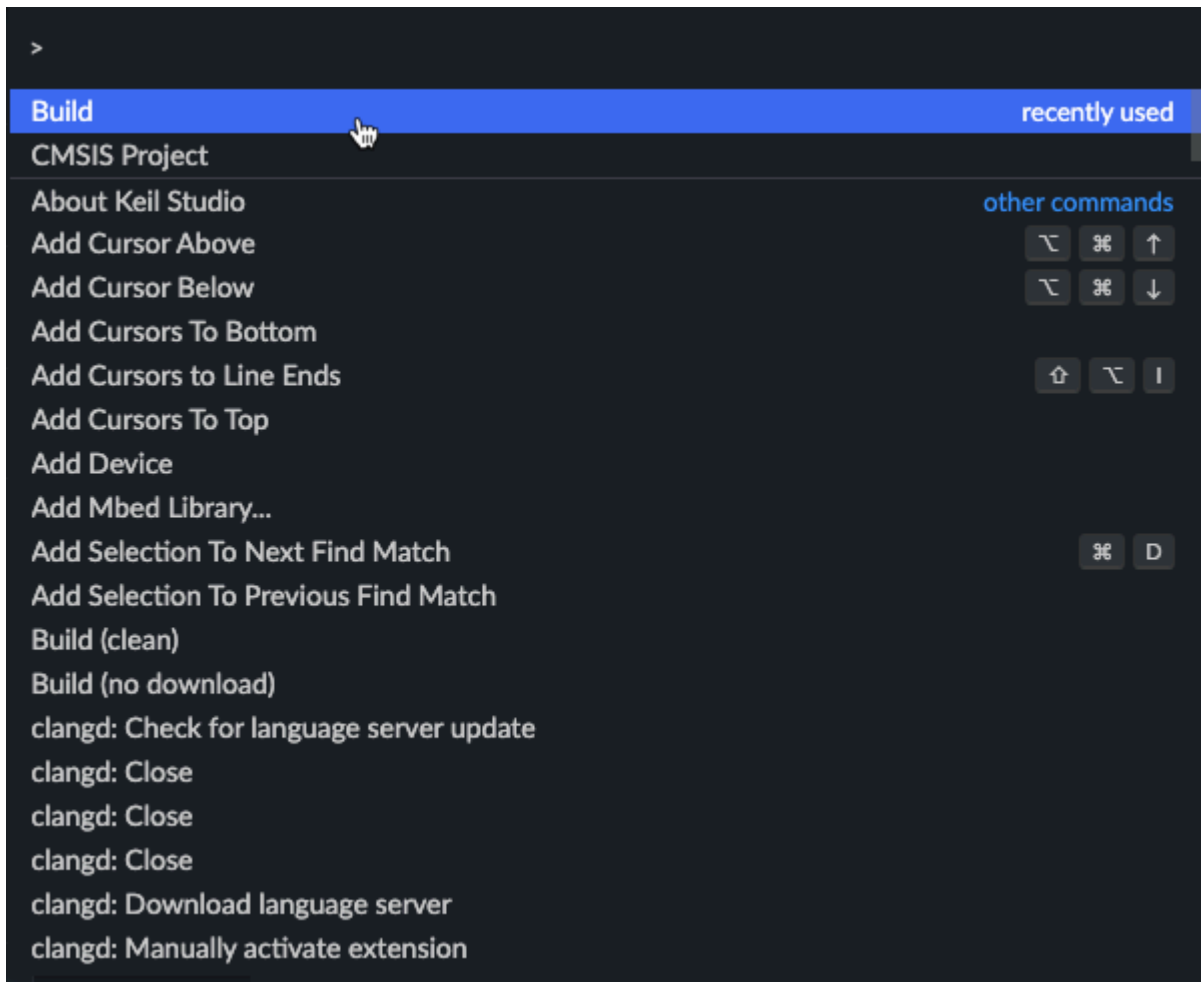 >
Build recently used
CMSIS Project
About Keil Studio other commands
Add Cursor Above ⌥ ⌘ ↑
Add Cursor Below ⌥ ⌘ ↓
Add Cursors To Bottom
Add Cursors to Line Ends ⇧ ⌥ I
Add Cursors To Top
Add Device
Add Mbed Library...
Add Selection To Next Find Match ⌘ D
Add Selection To Previous Find Match
Build (clean)
Build (no download)
clangd: Check for language server update
clangd: Close
clangd: Close
clangd: Close
clangd: Download language server
clangd: Manually activate extension